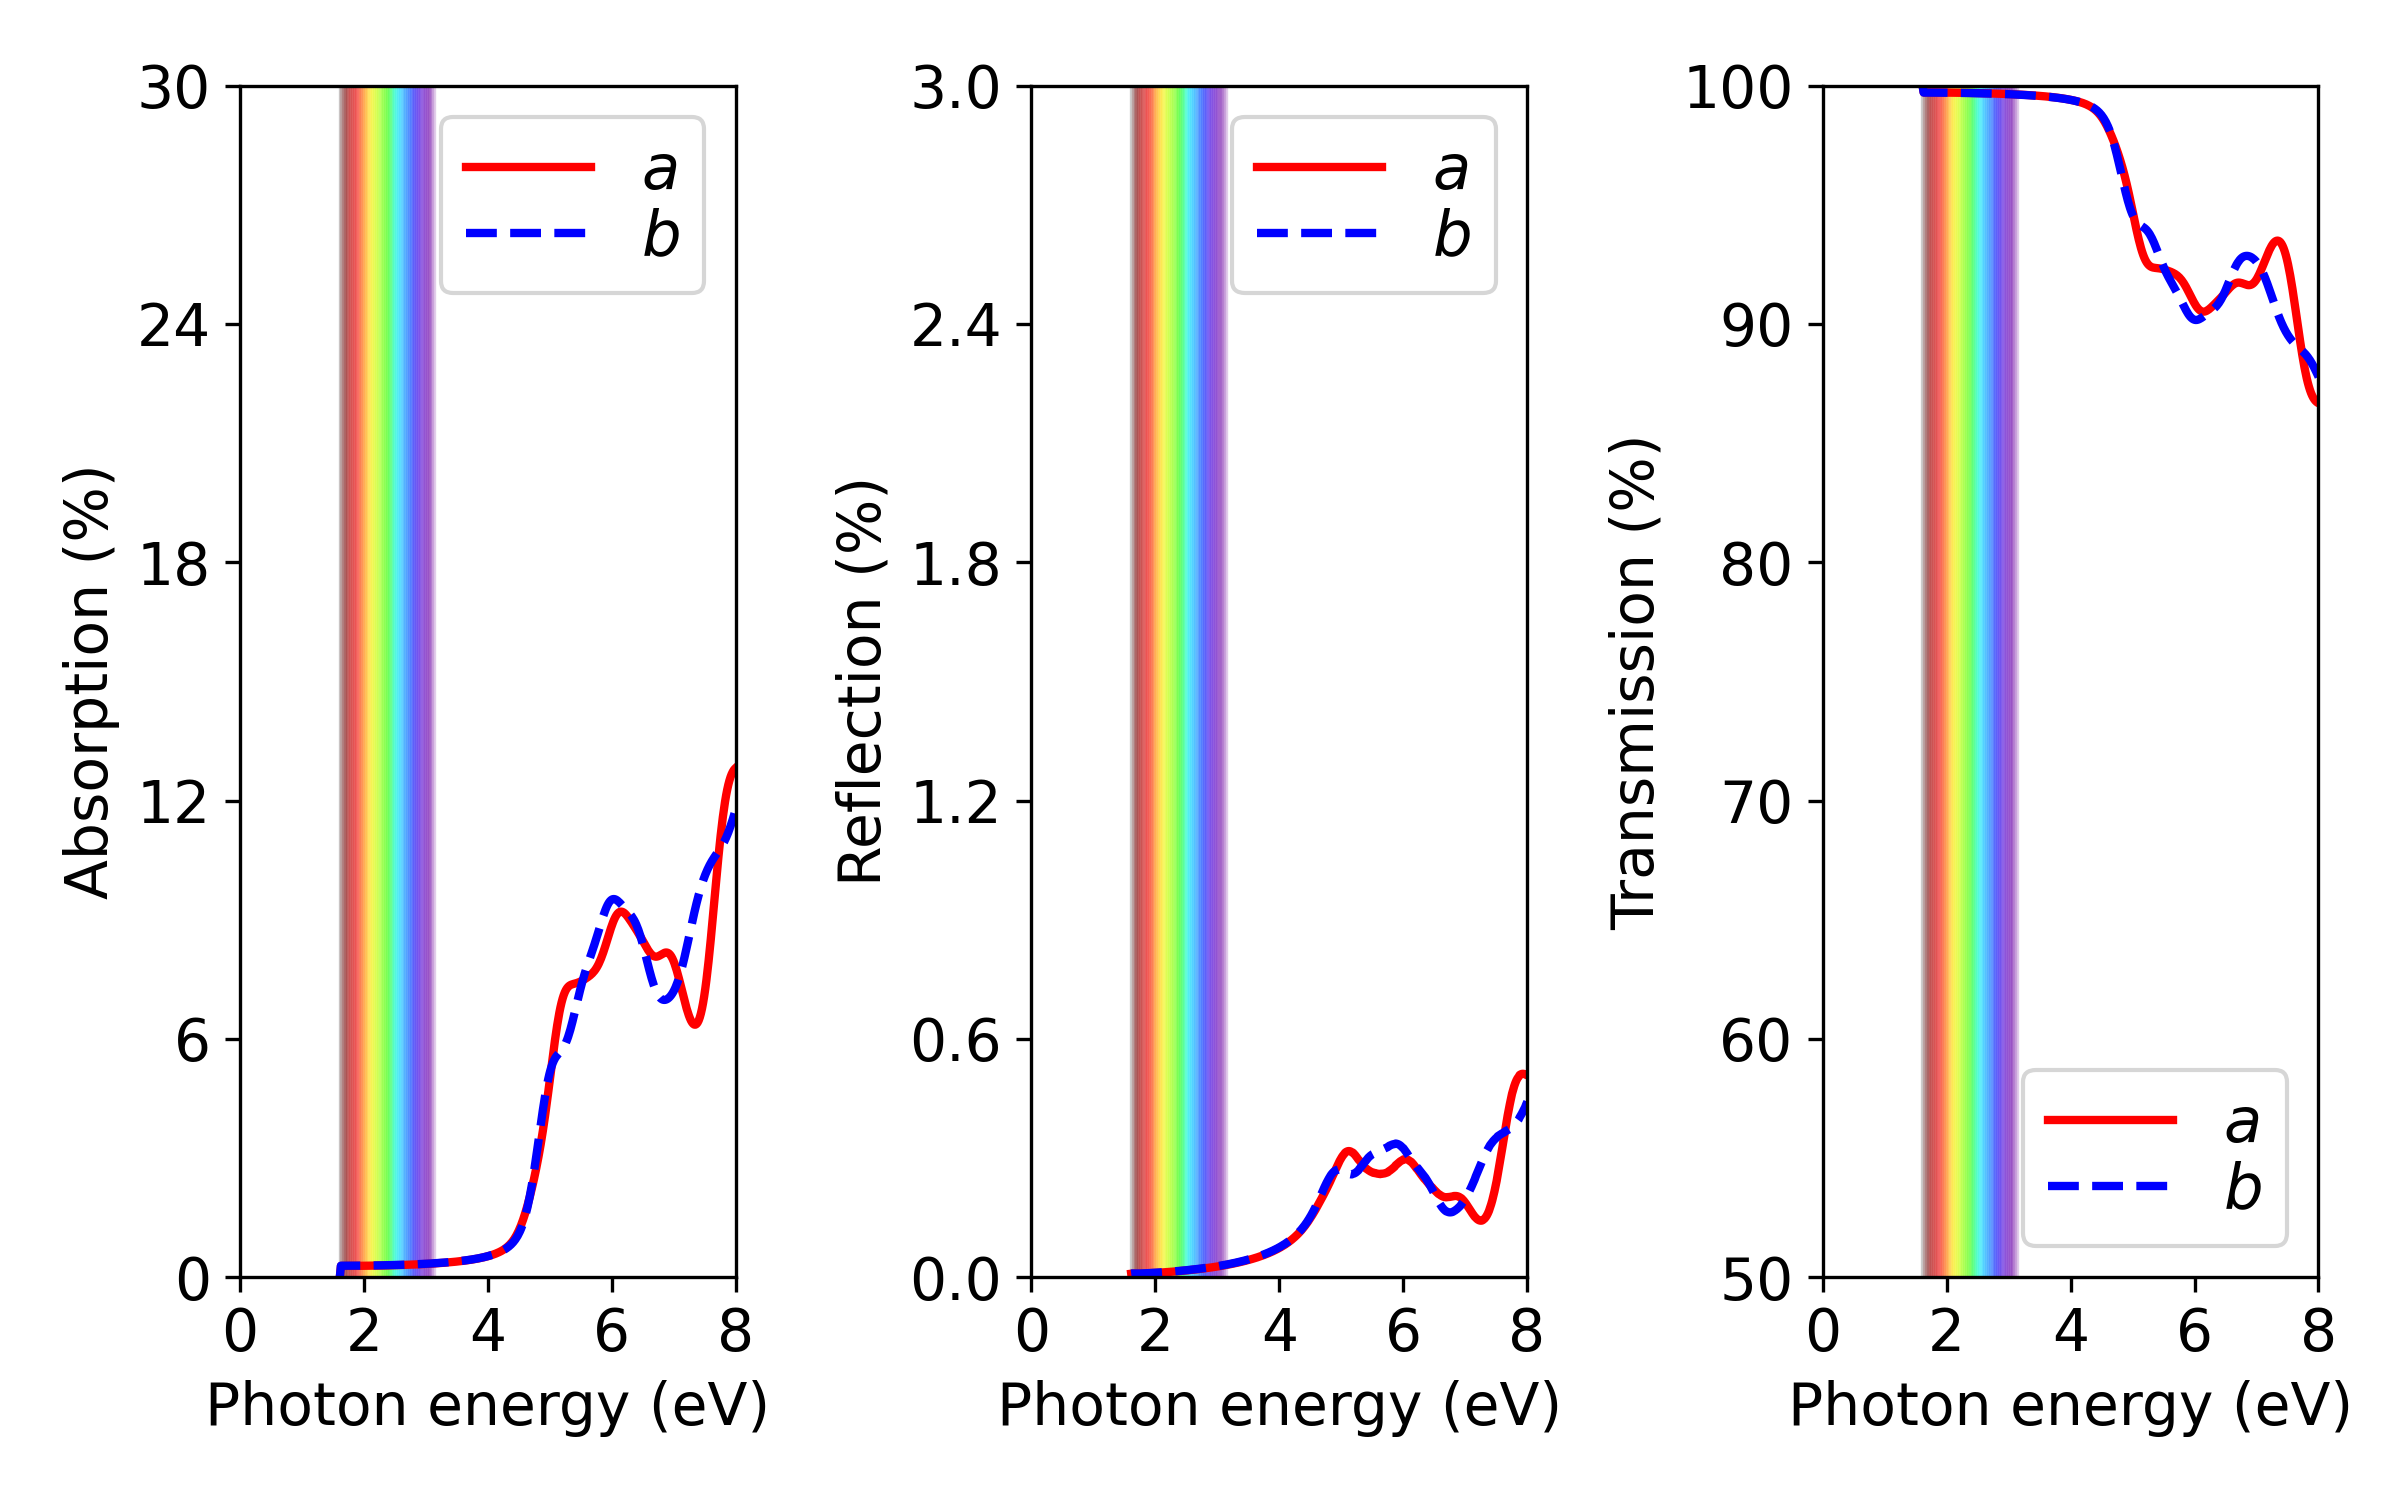 Absorption (%)
30
24
18
12
6
0
0 2 4 6 8
Photon energy (eV)
a
b
Reflection (%)
3.0
2.4
1.8
1.2
0.6
0.0
0 2 4 6 8
Photon energy (eV)
a
b
Transmission (%)
100
90
80
70
60
50
0 2 4 6 8
Photon energy (eV)
a
b